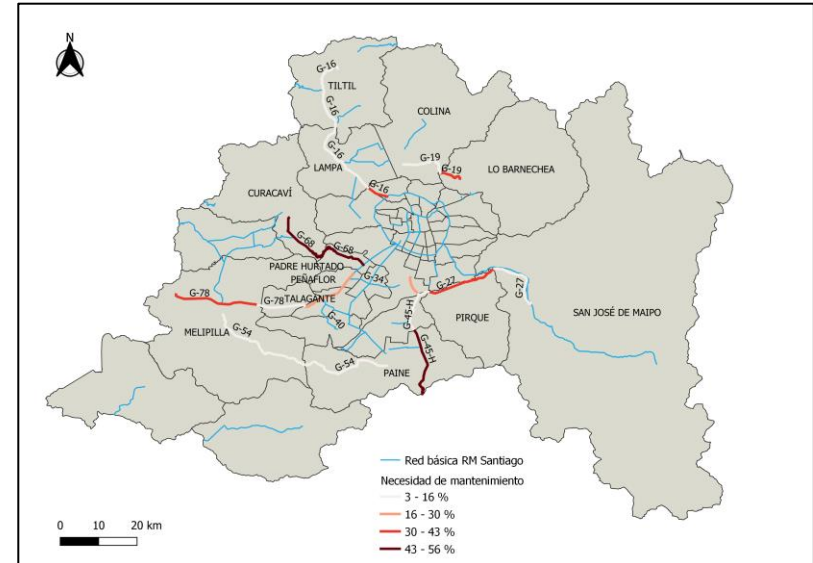 N
G-16
TILTIL
G-16
COLINA
G-16
LAMPA
G-19
G-19
LO BARNECHEA
G-16
CURACAVÍ
G-68
G-68
PADRE HURTADO
PEÑAFLOR
G-34
G-27
G-27
G-78
G-78
TALAGANTE
G-40
G-45-H
PIRQUE
SAN JOSÉ DE MAIPO
MELIPILLA
G-54
G-45-H
G-54
PAINE
Red básica RM Santiago
Necesidad de mantenimiento
3 - 16 %
16 - 30 %
30 - 43 %
43 - 56 %
0 10 20 km